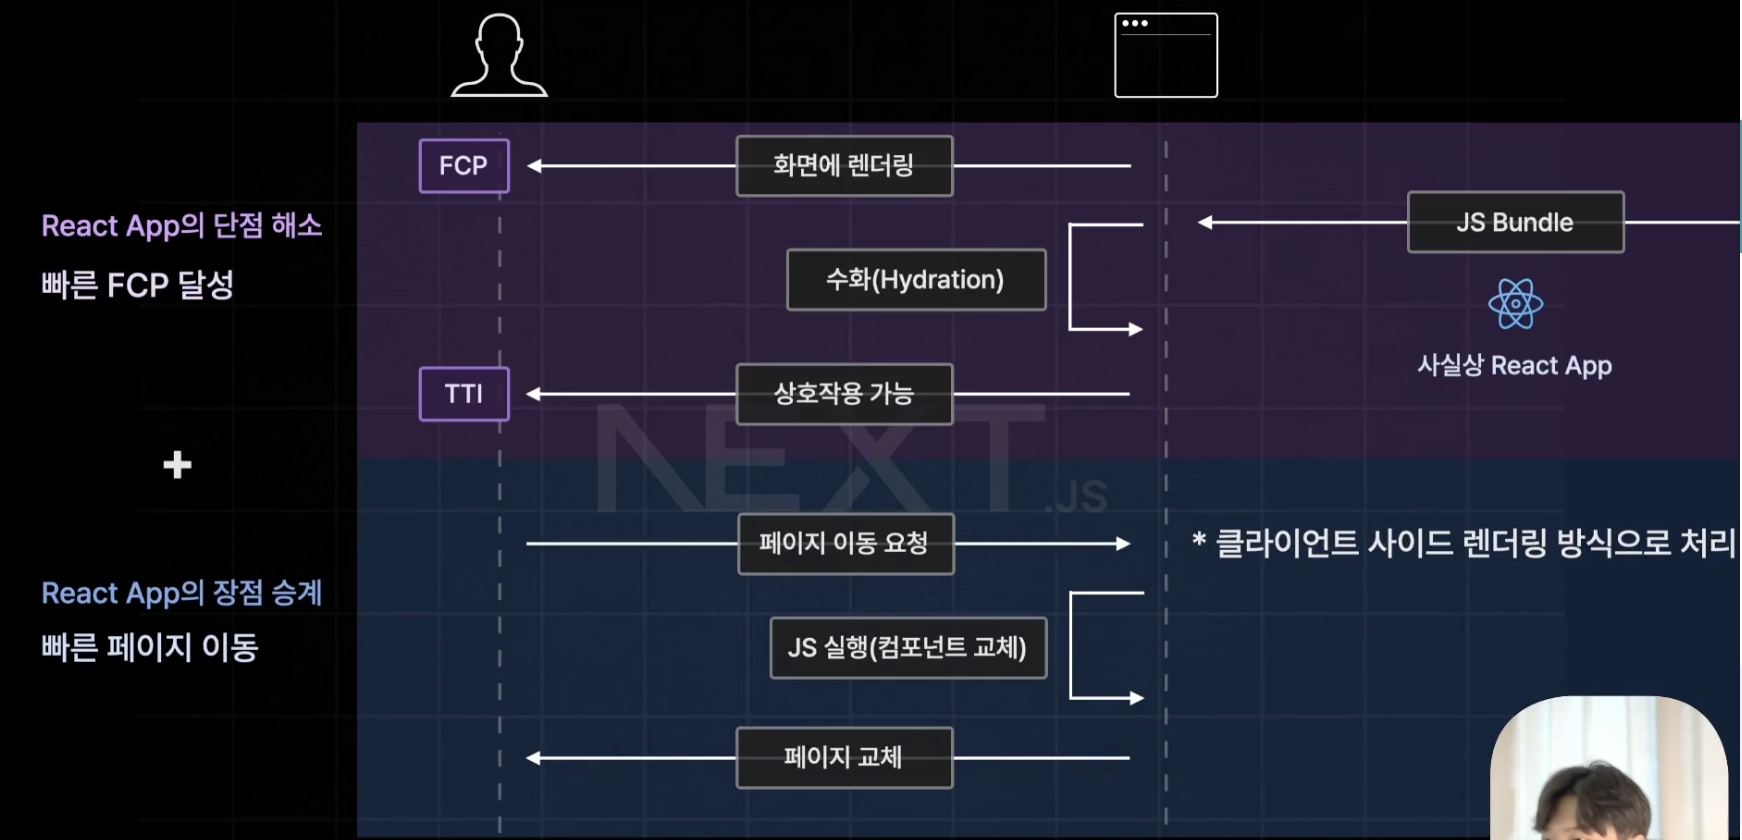 FCP
화면에 렌더링
React App의 단점 해소
빠른 FCP 달성
JS Bundle
수화(Hydration)
사실상 React App
TTI
상호작용 가능
+
NEXT.JS
페이지 이동 요청
* 클라이언트 사이드 렌더링 방식으로 처리
React App의 장점 승계
빠른 페이지 이동
JS 실행(컴포넌트 교체)
페이지 교체